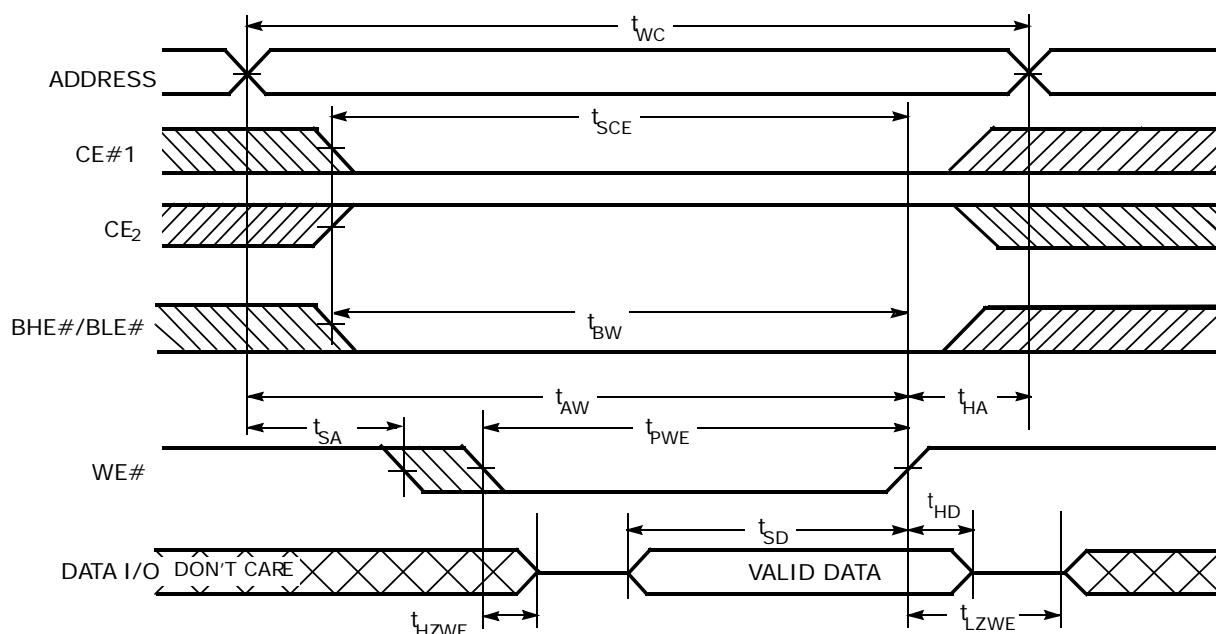 tWC
ADDRESS
tSCE
CE#1
CE2
BHE#/BLE#
tBW
tAW
tHA
tSA
tPWE
WE#
tHD
tSD
DATA I/O
DON'T CARE
VALID DATA
tHZWE
tLZWE